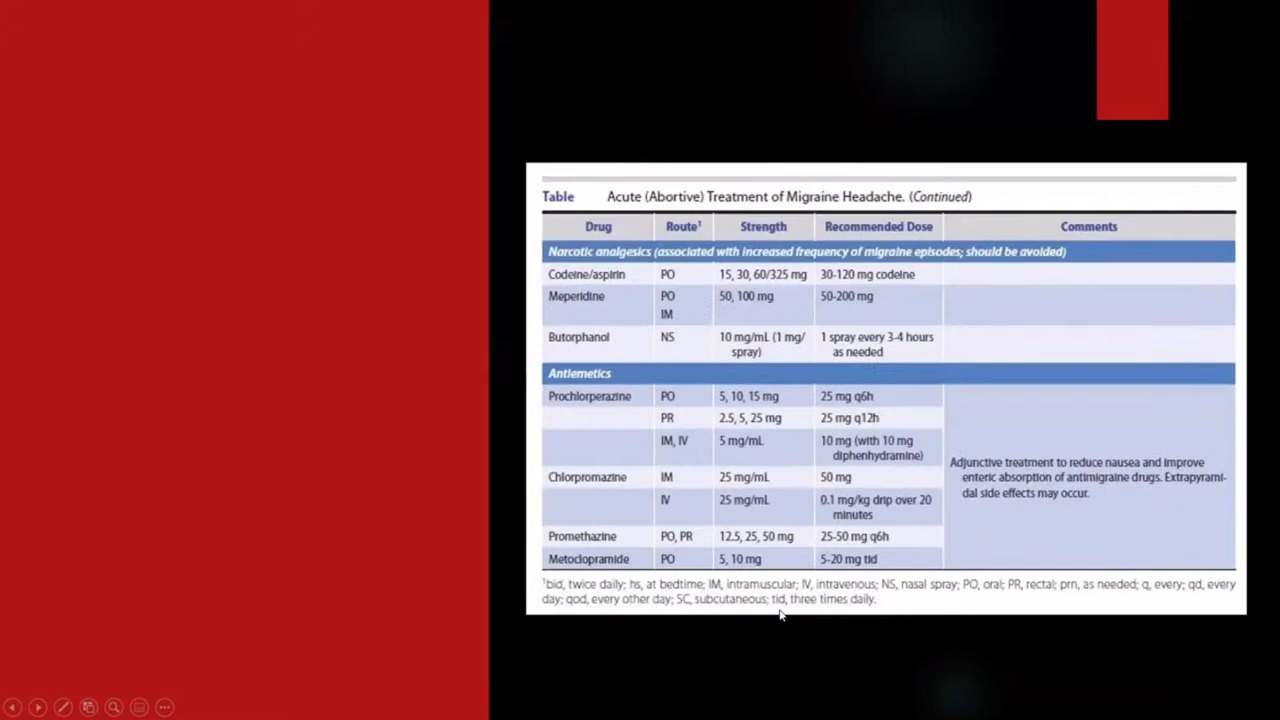 Table Acute (Abortive) Treatment of Migraine Headache. (Continued)
Drug Route¹ Strength Recommended Dose Comments
Narcotic analgesics (associated with increased frequency of migraine episodes; should be avoided)
Codeine/aspirin PO 15, 30, 60/325 mg 30-120 mg codeine
Meperidine PO 50, 100 mg 50-200 mg
IM
Butorphanol NS 10 mg/mL (1 mg/ 1 spray every 3-4 hours
spray) as needed
Antiemetics
Prochlorperazine PO 5, 10, 15 mg 25 mg q6h
PR 2.5, 5, 25 mg 25 mg q12h
IM, IV 5 mg/mL 10 mg (with 10 mg
diphenhydramine)
Adjunctive treatment to reduce nausea and improve
enteric absorption of antimigraine drugs. Extrapyrami-
dal side effects may occur.
Chlorpromazine IM 25 mg/mL 50 mg
IV 25 mg/mL 0.1 mg/kg drip over 20
minutes
Promethazine PO, PR 12.5, 25, 50 mg 25-50 mg q6h
Metoclopramide PO 5, 10 mg 5-20 mg tid
¹bid, twice daily; hs, at bedtime; IM, intramuscular; IV, intravenous; NS, nasal spray; PO, oral; PR, rectal; prn, as needed; q, every; qd, every
day; qod, every other day; SC, subcutaneous; tid, three times daily.